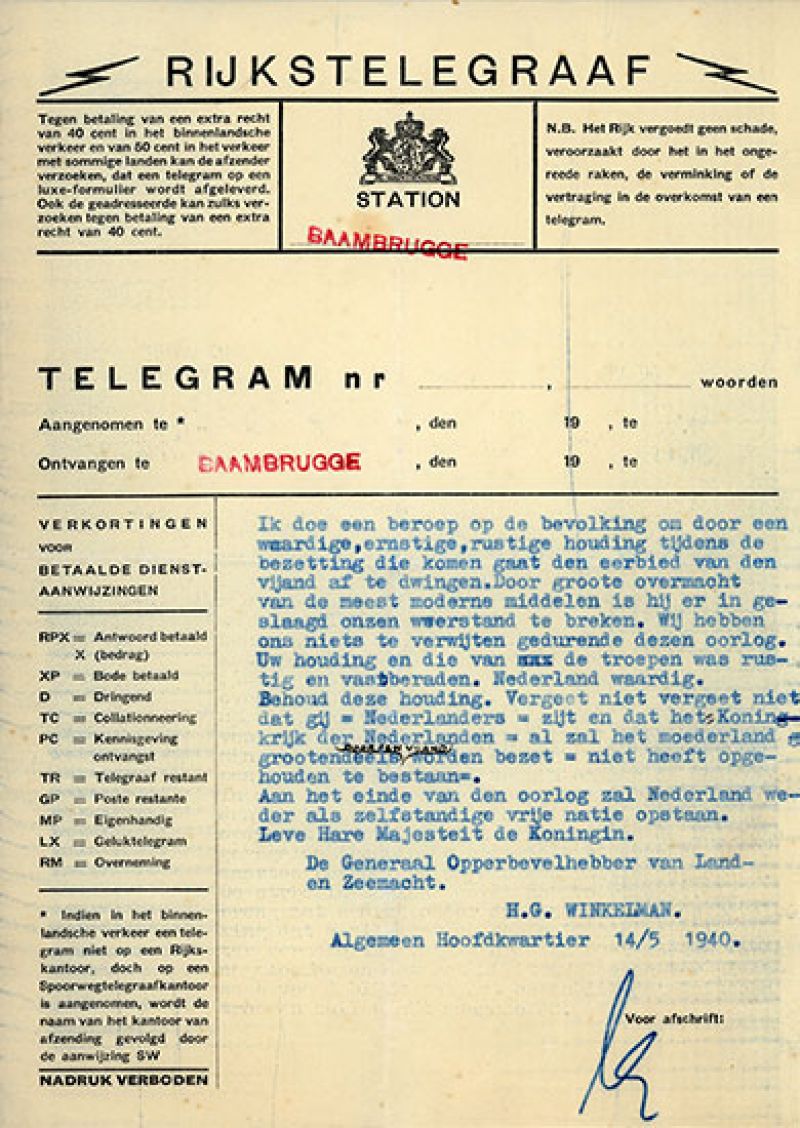 RIJKSTELEGRAAF
Tegen betaling van een extra recht
van 40 cent in het binnenlandsche
verkeer en van 50 cent in het verkeer
met sommige landen kan de afzender
verzoeken, dat een telegram op een
luxe-formulier wordt afgeleverd.
Ook de geadresseerde kan zulks ver-
zoeken tegen betaling van een extra
recht van 40 cent.
STATION
BAAMBRUGGE
N.B. Het Rijk vergoedt geen schade,
veroorzaakt door het in het onge-
reede raken, de verminking of de
vertraging in de overkomst van een
telegram.
TELEGRAM nr , woorden
Aangenomen te * , den 19 , te
Ontvangen te BAAMBRUGGE , den 19 , te
VERKORTINGEN
VOOR
BETAALDE DIENST-
AANWIJZINGEN
RPX = Antwoord betaald
X (bedrag)
XP = Bode betaald
D = Dringend
TC = Collationneering
PC = Kennisgeving
ontvangst
TR = Telegraaf restant
GP = Poste restante
MP = Eigenhandig
LX = Geluktelegram
RM = Overneming
* Indien in het binnen-
landsche verkeer een tele-
gram niet op een Rijks-
kantoor, doch op een
Spoorwegtelegraafkantoor
is aangenomen, wordt de
naam van het kantoor van
afzending gevolgd door
de aanwijzing SW
NADRUK VERBODEN
Ik doe een beroep op de bevolking om door een
waardige,ernstige,rustige houding tijdens de
bezetting die komen gaat den eerbied van den
vijand af te dwingen.Door groote overmacht
van de meest moderne middelen is hij er in ge-
slaagd onzen weerstand te breken. Wij hebben
ons niets te verwijten gedurende dezen oorlog.
Uw houding en die van xxx de troepen was rus-
tig en vastberaden. Nederland waardig.
Behoud deze houding. Vergeet niet vergeet niet
dat gij = Nederlanders = zijt en dat het Konink-
krijk der Nederlanden = al zal het moederland
grootendeels worden bezet = niet heeft opge-
houden te bestaan=.
Aan het einde van den oorlog zal Nederland we-
der als zelfstandige vrije natie opstaan.
Leve Hare Majesteit de Koningin.
De Generaal Opperbevelhebber van Land-
en Zeemacht.
H.G. WINKELMAN.
Algemeen Hoofdkwartier 14/5 1940.
Voor afschrift: